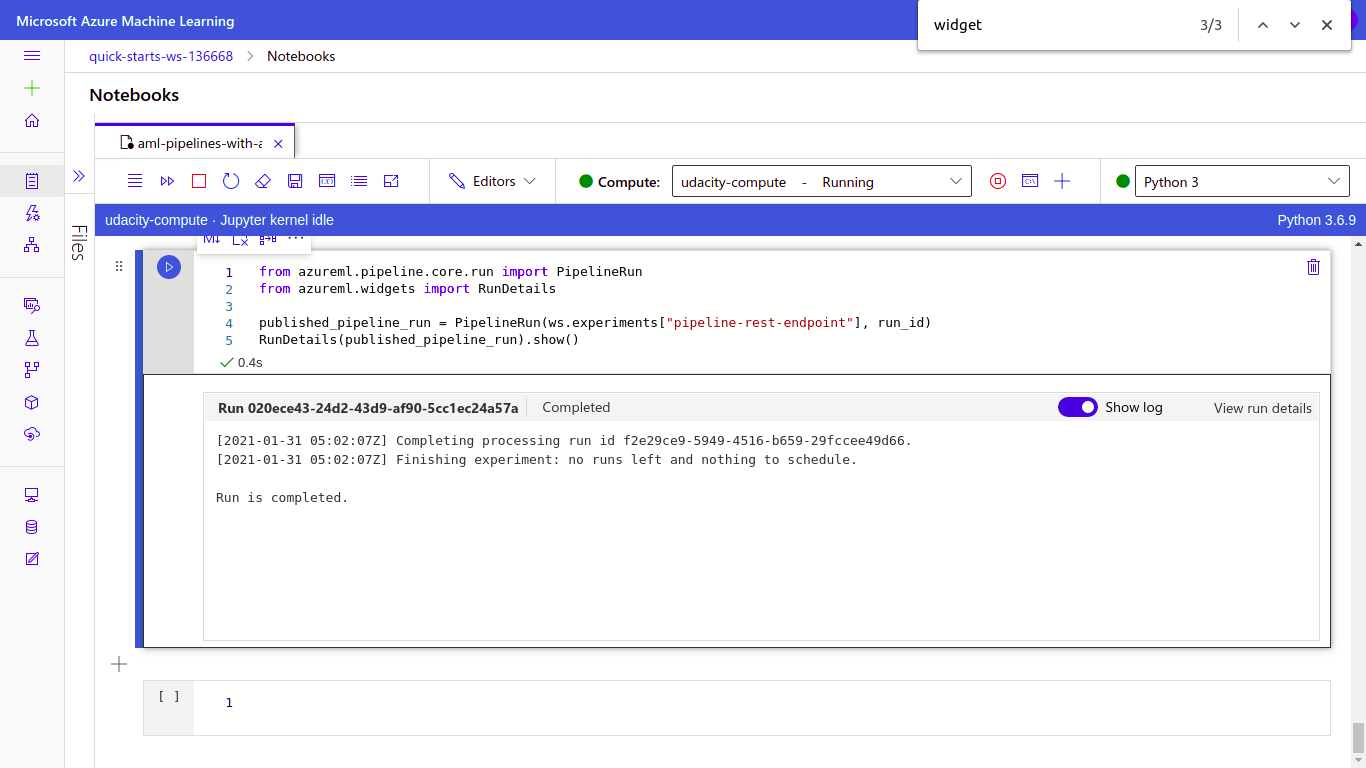 Microsoft Azure Machine Learning
widget 3/3
quick-starts-ws-136668 > Notebooks
Notebooks
aml-pipelines-with-a
Editors
Compute: udacity-compute - Running
Python 3
udacity-compute · Jupyter kernel idle
Python 3.6.9
Files
1 from azureml.pipeline.core.run import PipelineRun
2 from azureml.widgets import RunDetails
3
4 published_pipeline_run = PipelineRun(ws.experiments["pipeline-rest-endpoint"], run_id)
5 RunDetails(published_pipeline_run).show()
0.4s
Run 020ece43-24d2-43d9-af90-5cc1ec24a57a Completed Show log View run details
[2021-01-31 05:02:07Z] Completing processing run id f2e29ce9-5949-4516-b659-29fccee49d66.
[2021-01-31 05:02:07Z] Finishing experiment: no runs left and nothing to schedule.
Run is completed.
[ ] 1